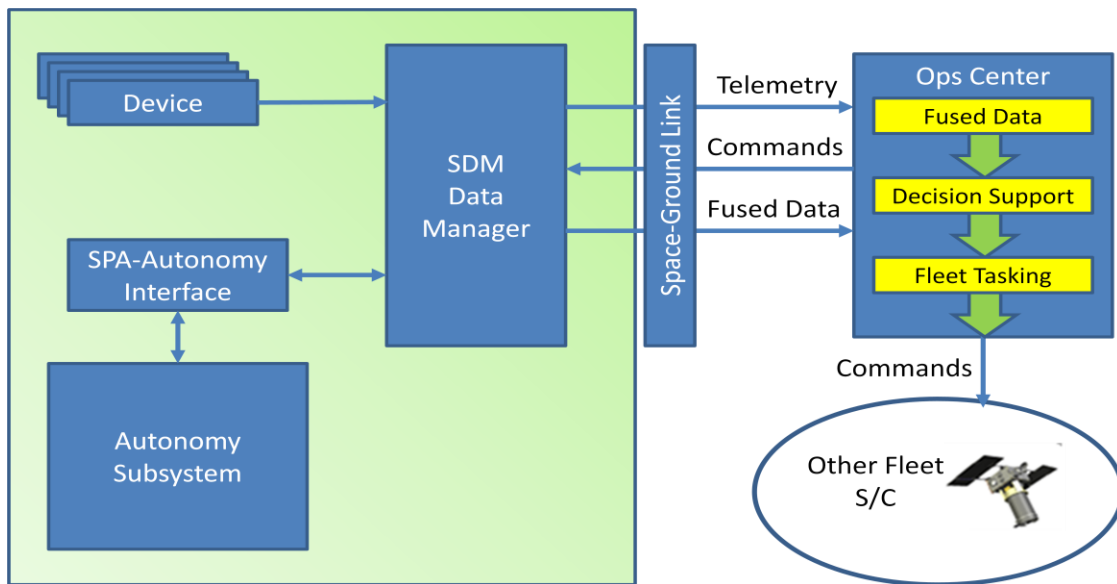 Device
SDM
Data
Manager
SPA-Autonomy
Interface
Autonomy
Subsystem
Space-Ground Link
Telemetry
Commands
Fused Data
Ops Center
Fused Data
Decision Support
Fleet Tasking
Commands
Other Fleet
S/C